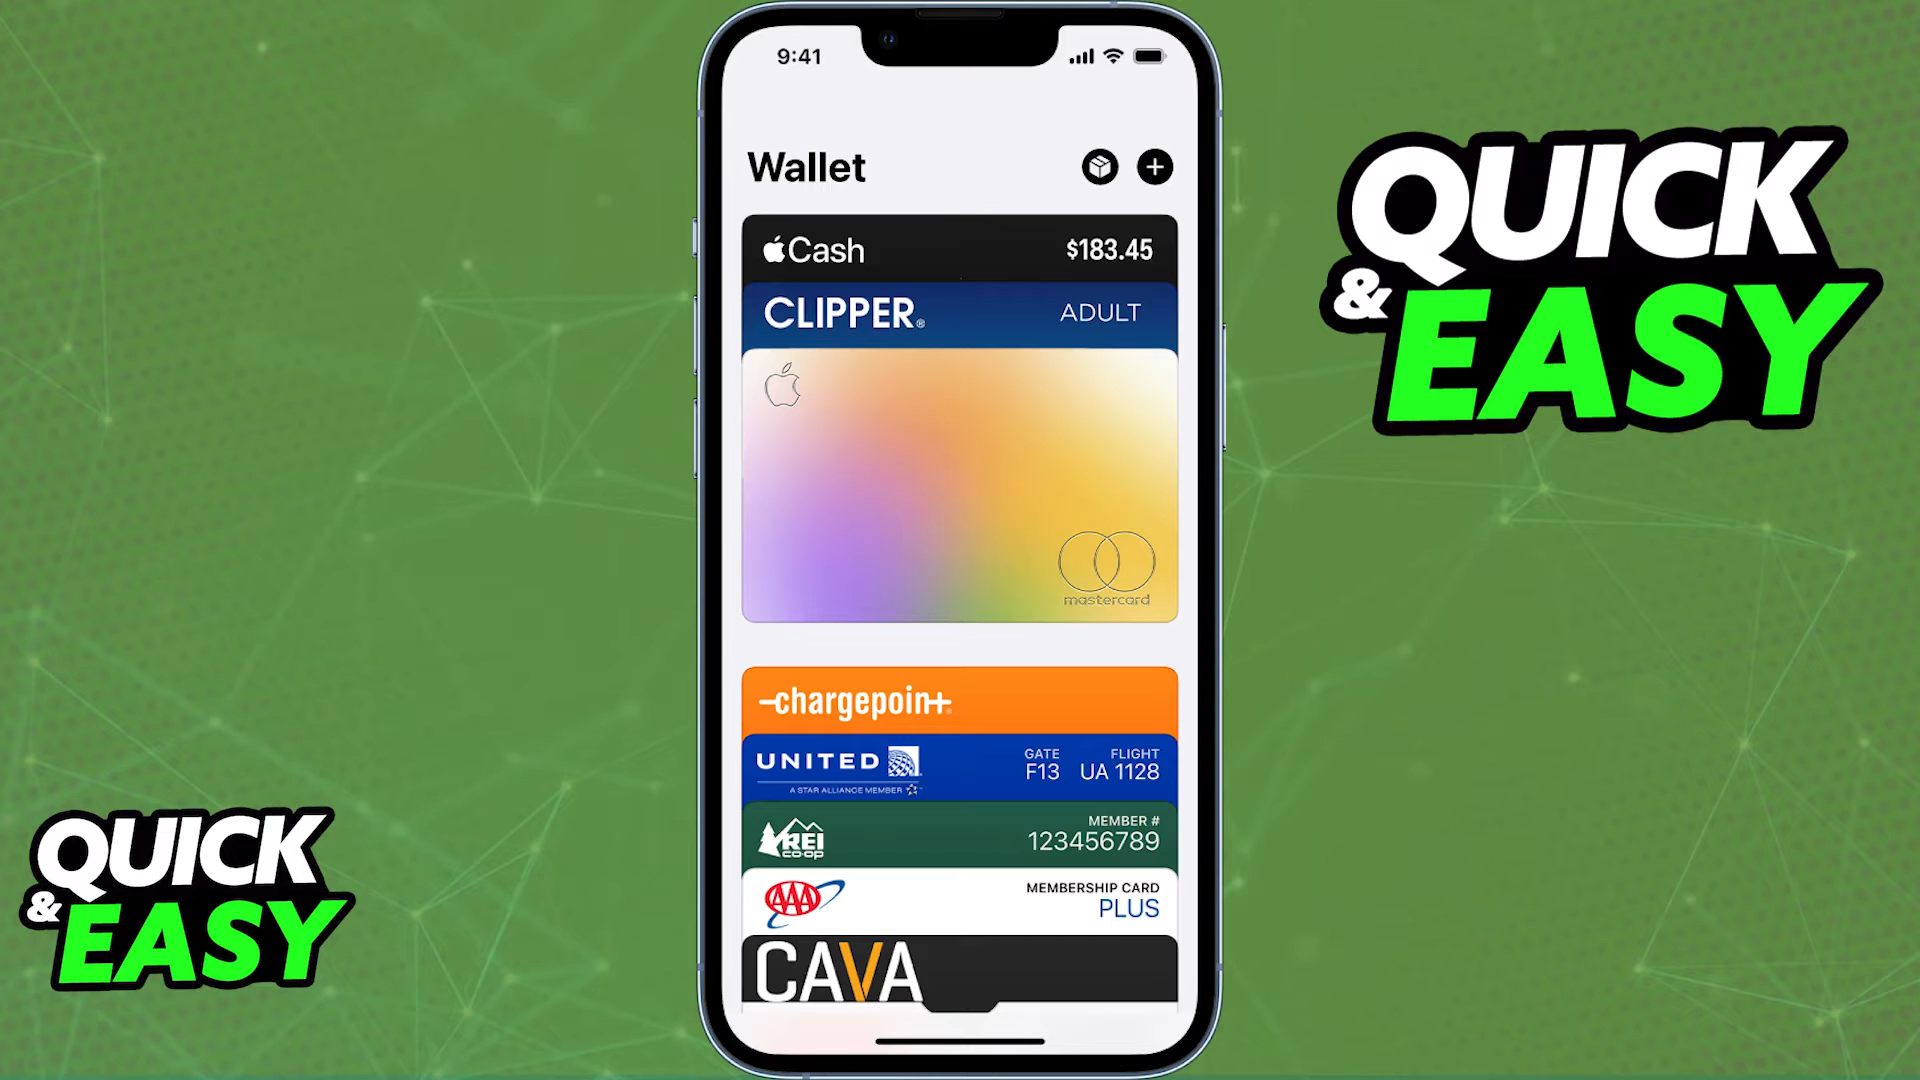 9:41
Wallet
Cash $183.45
CLIPPER® ADULT
mastercard
-chargepoin+®
UNITED
A STAR ALLIANCE MEMBER
GATE FLIGHT
F13 UA 1128
REI
co·op
MEMBER #
123456789
AAA
MEMBERSHIP CARD
PLUS
CAVA
QUICK
& EASY
QUICK
& EASY